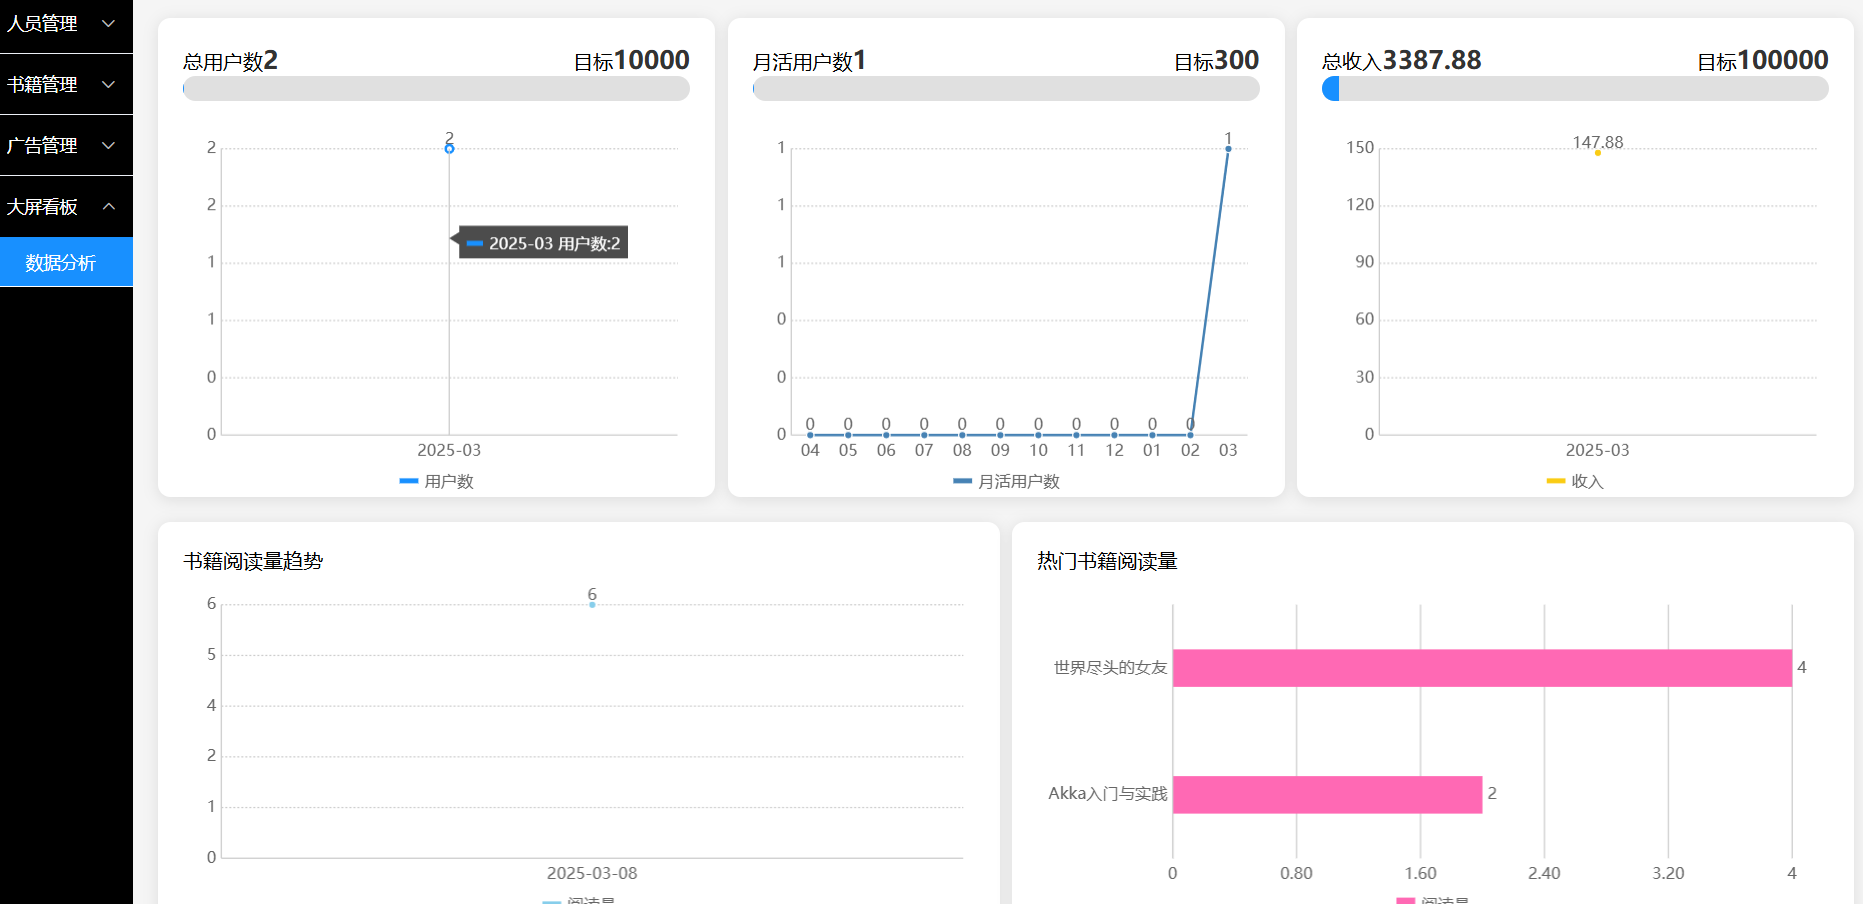 人员管理
书籍管理
广告管理
大屏看板
数据分析
总用户数2 目标10000
2
2
2
1
1
0
0
2025-03 用户数:2
2025-03
用户数
月活用户数1 目标300
1
1
1
1
0
0
0
0 0 0 0 0 0 0 0 0 0 0
04 05 06 07 08 09 10 11 12 01 02 03
月活用户数
总收入3387.88 目标100000
147.88
150
120
90
60
30
0
2025-03
收入
书籍阅读量趋势
6
6
5
4
2
1
0
2025-03-08
阅读量
热门书籍阅读量
世界尽头的女友 4
Akka入门与实践 2
0 0.80 1.60 2.40 3.20 4
阅读量